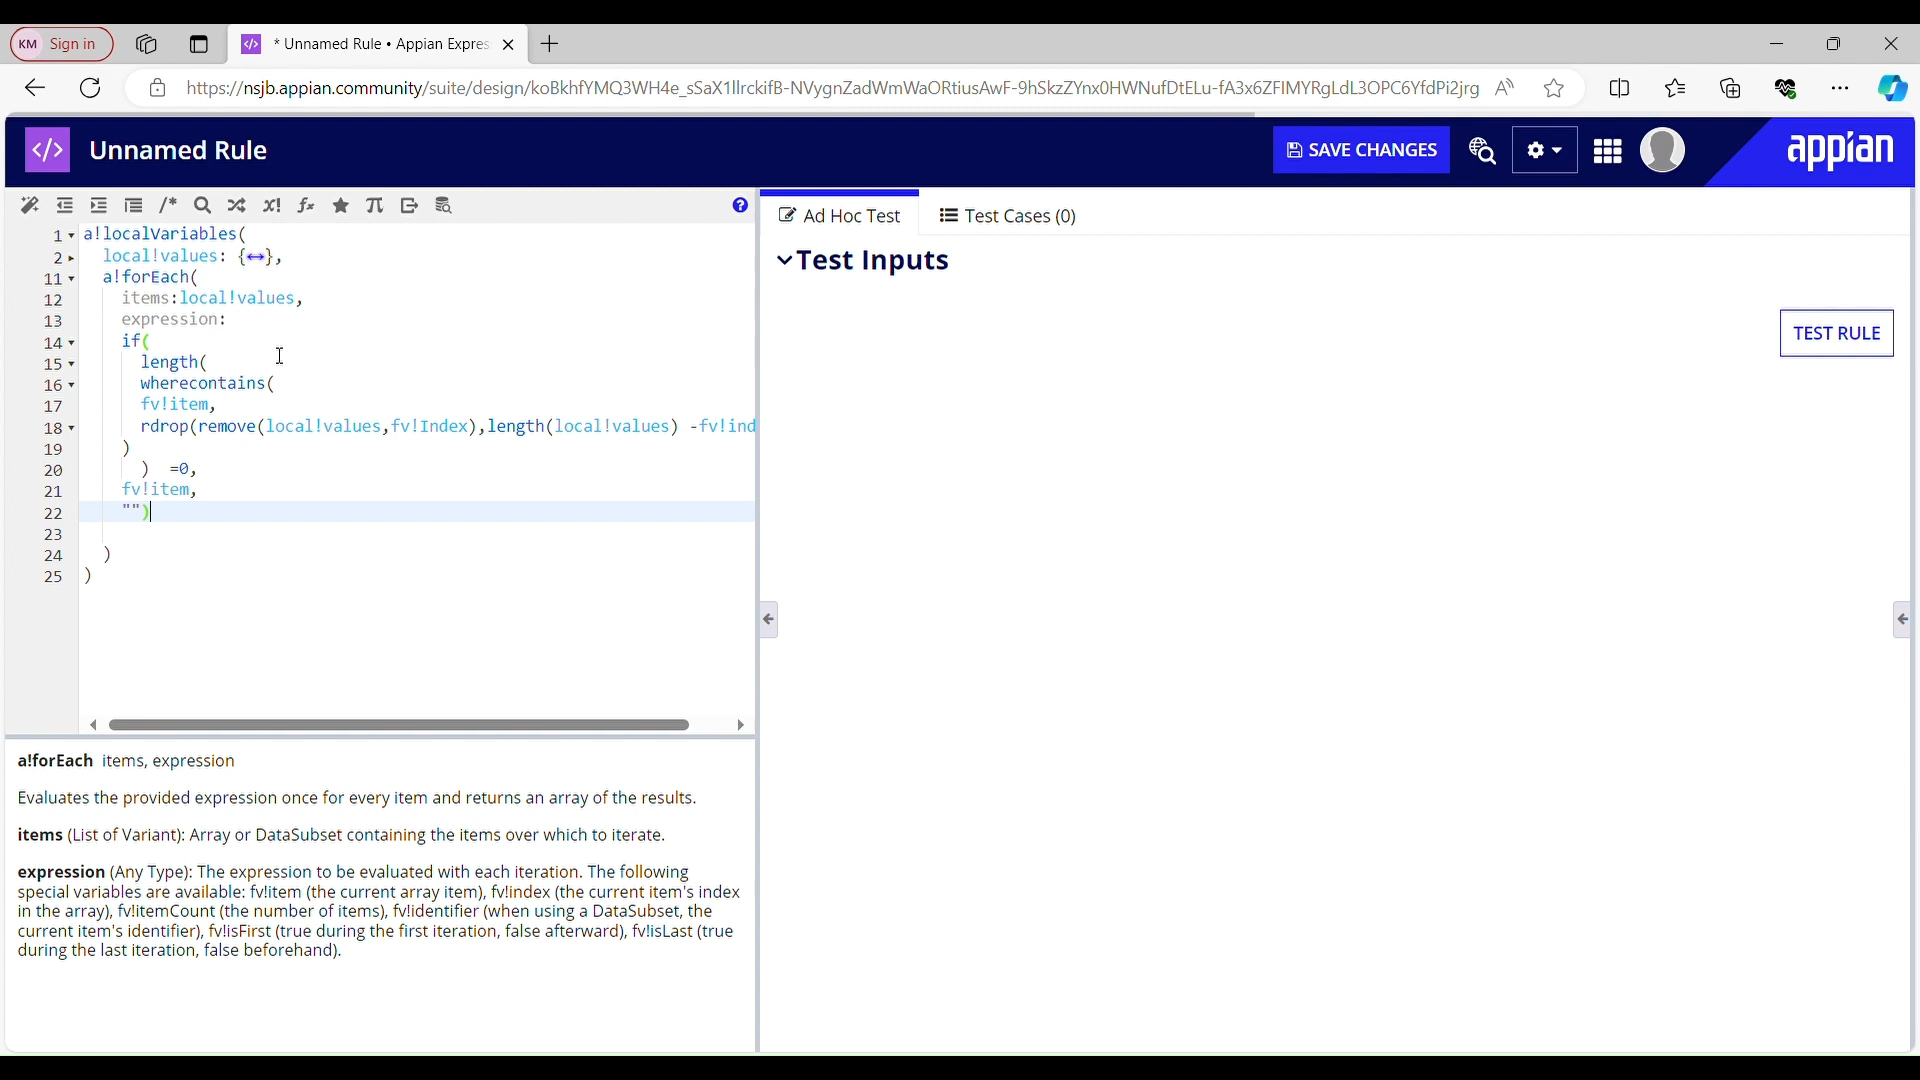 KM Sign in
* Unnamed Rule • Appian Expres
https://nsjb.appian.community/suite/design/koBkhfYMQ3WH4e_sSaX1llrckifB-NVygnZadWmWaORtiusAwF-9hSkzZYnx0HWNufDtELu-fA3x6ZFIMYRgLdL3OPC6YfdPi2jrg
Unnamed Rule
SAVE CHANGES
appian
Ad Hoc Test
Test Cases (0)
1 a!localVariables(
2 local!values: {},
11 a!forEach(
12 items:local!values,
13 expression:
14 if(
15 length(
16 wherecontains(
17 fv!item,
18 rdrop(remove(local!values,fv!Index),length(local!values) -fv!ind
19 )
20 ) =0,
21 fv!item,
22 "")
23
24 )
25 )
Test Inputs
TEST RULE
a!forEach items, expression
Evaluates the provided expression once for every item and returns an array of the results.
items (List of Variant): Array or DataSubset containing the items over which to iterate.
expression (Any Type): The expression to be evaluated with each iteration. The following
special variables are available: fv!item (the current array item), fv!index (the current item's index
in the array), fv!itemCount (the number of items), fv!identifier (when using a DataSubset, the
current item's identifier), fv!isFirst (true during the first iteration, false afterward), fv!isLast (true
during the last iteration, false beforehand).